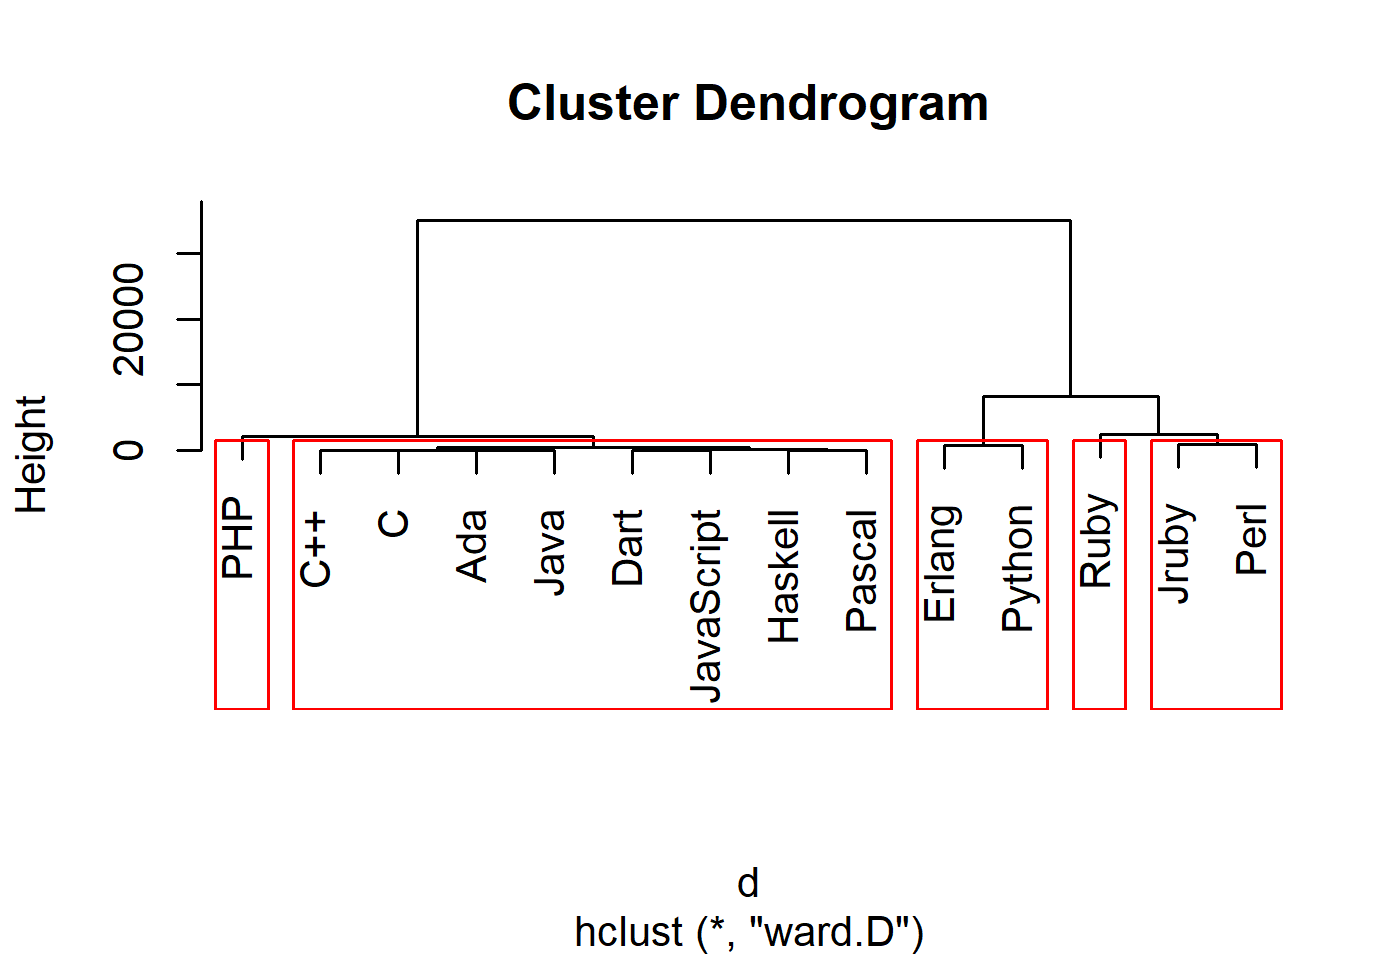 Cluster Dendrogram
Height
20000
0
PHP
C++
C
Ada
Java
Dart
JavaScript
Haskell
Pascal
Erlang
Python
Ruby
Jruby
Perl
d
hclust (*, "ward.D")